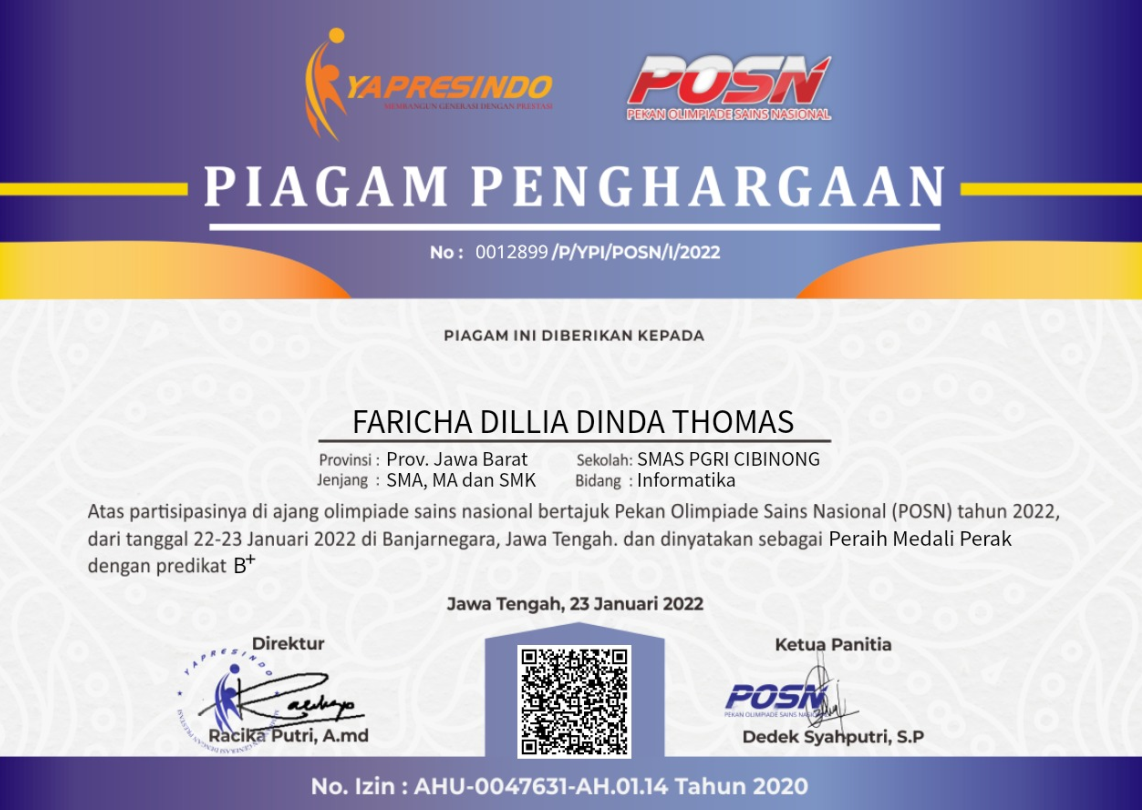 YAPRESINDO
MEMBANGUN GENERASI DENGAN PRESTASI
POSN
PEKAN OLIMPIADE SAINS NASIONAL
PIAGAM PENGHARGAAN
No : 0012899 /P/YPI/POSN/I/2022
PIAGAM INI DIBERIKAN KEPADA
FARICHA DILLIA DINDA THOMAS
Provinsi : Prov. Jawa Barat Sekolah: SMAS PGRI CIBINONG
Jenjang : SMA, MA dan SMK Bidang : Informatika
Atas partisipasinya di ajang olimpiade sains nasional bertajuk Pekan Olimpiade Sains Nasional (POSN) tahun 2022,
dari tanggal 22-23 Januari 2022 di Banjarnegara, Jawa Tengah. dan dinyatakan sebagai Peraih Medali Perak
dengan predikat B+
Jawa Tengah, 23 Januari 2022
Direktur Ketua Panitia
YAPRESINDO
POSN
PEKAN OLIMPIADE SAINS
Racika Putri, A.md Dedek Syahputri, S.P
No. Izin : AHU-0047631-AH.01.14 Tahun 2020